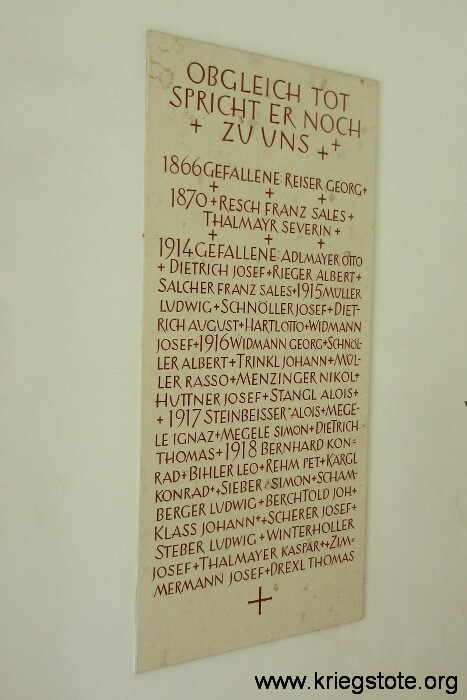 OBGLEICH TOT
SPRICHT ER NOCH
+ ZU UNS + +
1866 GEFALLENE: REISER GEORG+
+ + +
1870+RESCH FRANZ SALES+
THALMAYR SEVERIN +
+ + +
1914 GEFALLENE: ADLMAYER OTTO
+ DIETRICH JOSEF+RIEGER ALBERT+
SALCHER FRANZ SALES+1915 MÜLLER
LUDWIG+SCHNÖLLER JOSEF+DIET-
RICH AUGUST+HARTL OTTO+WIDMANN
JOSEF+1916 WIDMANN GEORG+SCHNÖL-
LER ALBERT+TRINKL JOHANN+MÜL-
LER RASSO+MENZINGER NIKOL+
HUTTNER JOSEF+STANGL ALOIS+
+ 1917 STEINBEISSER ALOIS+MEGE-
LE IGNAZ+MEGELE SIMON+DIETRICH
THOMAS+1918 BERNHARD KON=
RAD+BIHLER LEO+REHM PET+KARGL
KONRAD++SIEBER SIMON+SCHAM-
BERGER LUDWIG+BERCHTOLD JOH+
KLASS JOHANN++SCHERER JOSEF+
STEBER LUDWIG+WINTERHOLLER
JOSEF+THALMAYER KASPAR++ZIM-
MERMANN JOSEF+DREXL THOMAS
+
www.kriegstote.org